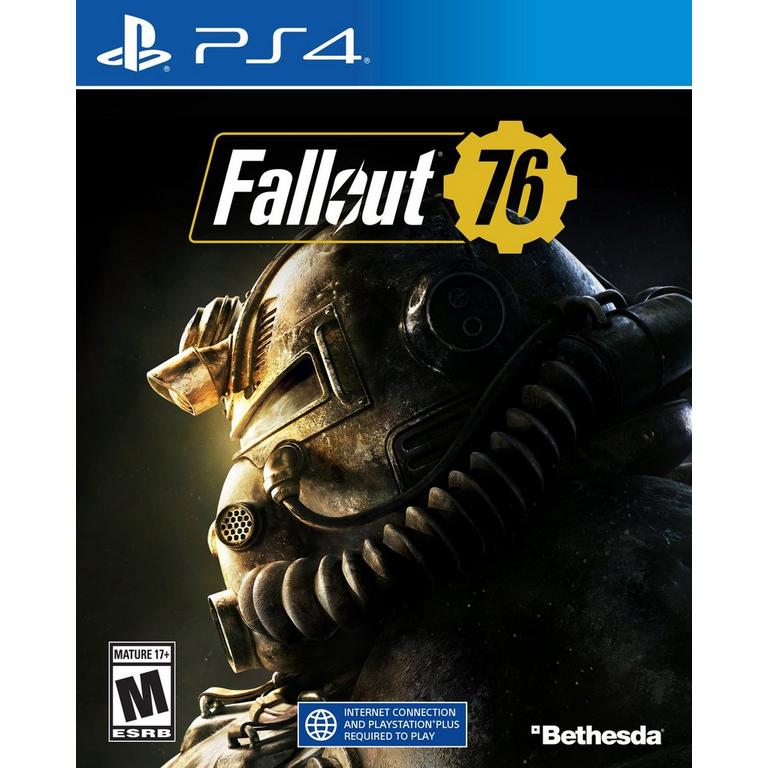 PS4®
Fallout® 76
MATURE 17+
M
ESRB
INTERNET CONNECTION
AND PLAYSTATION®PLUS
REQUIRED TO PLAY
Bethesda®